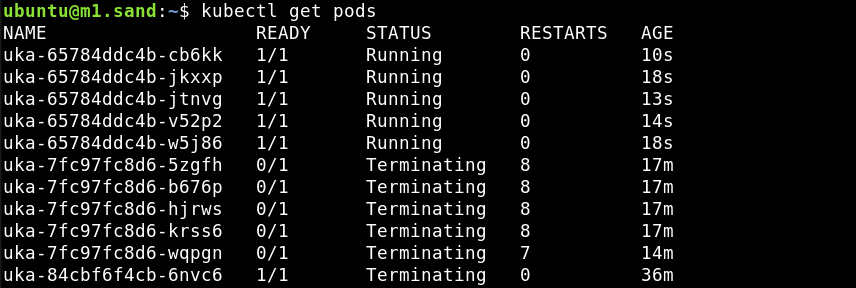 ubuntu@m1.sand:~$ kubectl get pods
NAME READY STATUS RESTARTS AGE
uka-65784ddc4b-cb6kk 1/1 Running 0 10s
uka-65784ddc4b-jkxxp 1/1 Running 0 18s
uka-65784ddc4b-jtnvg 1/1 Running 0 13s
uka-65784ddc4b-v52p2 1/1 Running 0 14s
uka-65784ddc4b-w5j86 1/1 Running 0 18s
uka-7fc97fc8d6-5zgfh 0/1 Terminating 8 17m
uka-7fc97fc8d6-b676p 0/1 Terminating 8 17m
uka-7fc97fc8d6-hjrws 0/1 Terminating 8 17m
uka-7fc97fc8d6-krss6 0/1 Terminating 8 17m
uka-7fc97fc8d6-wqpgn 0/1 Terminating 7 14m
uka-84cbf6f4cb-6nvc6 1/1 Terminating 0 36m